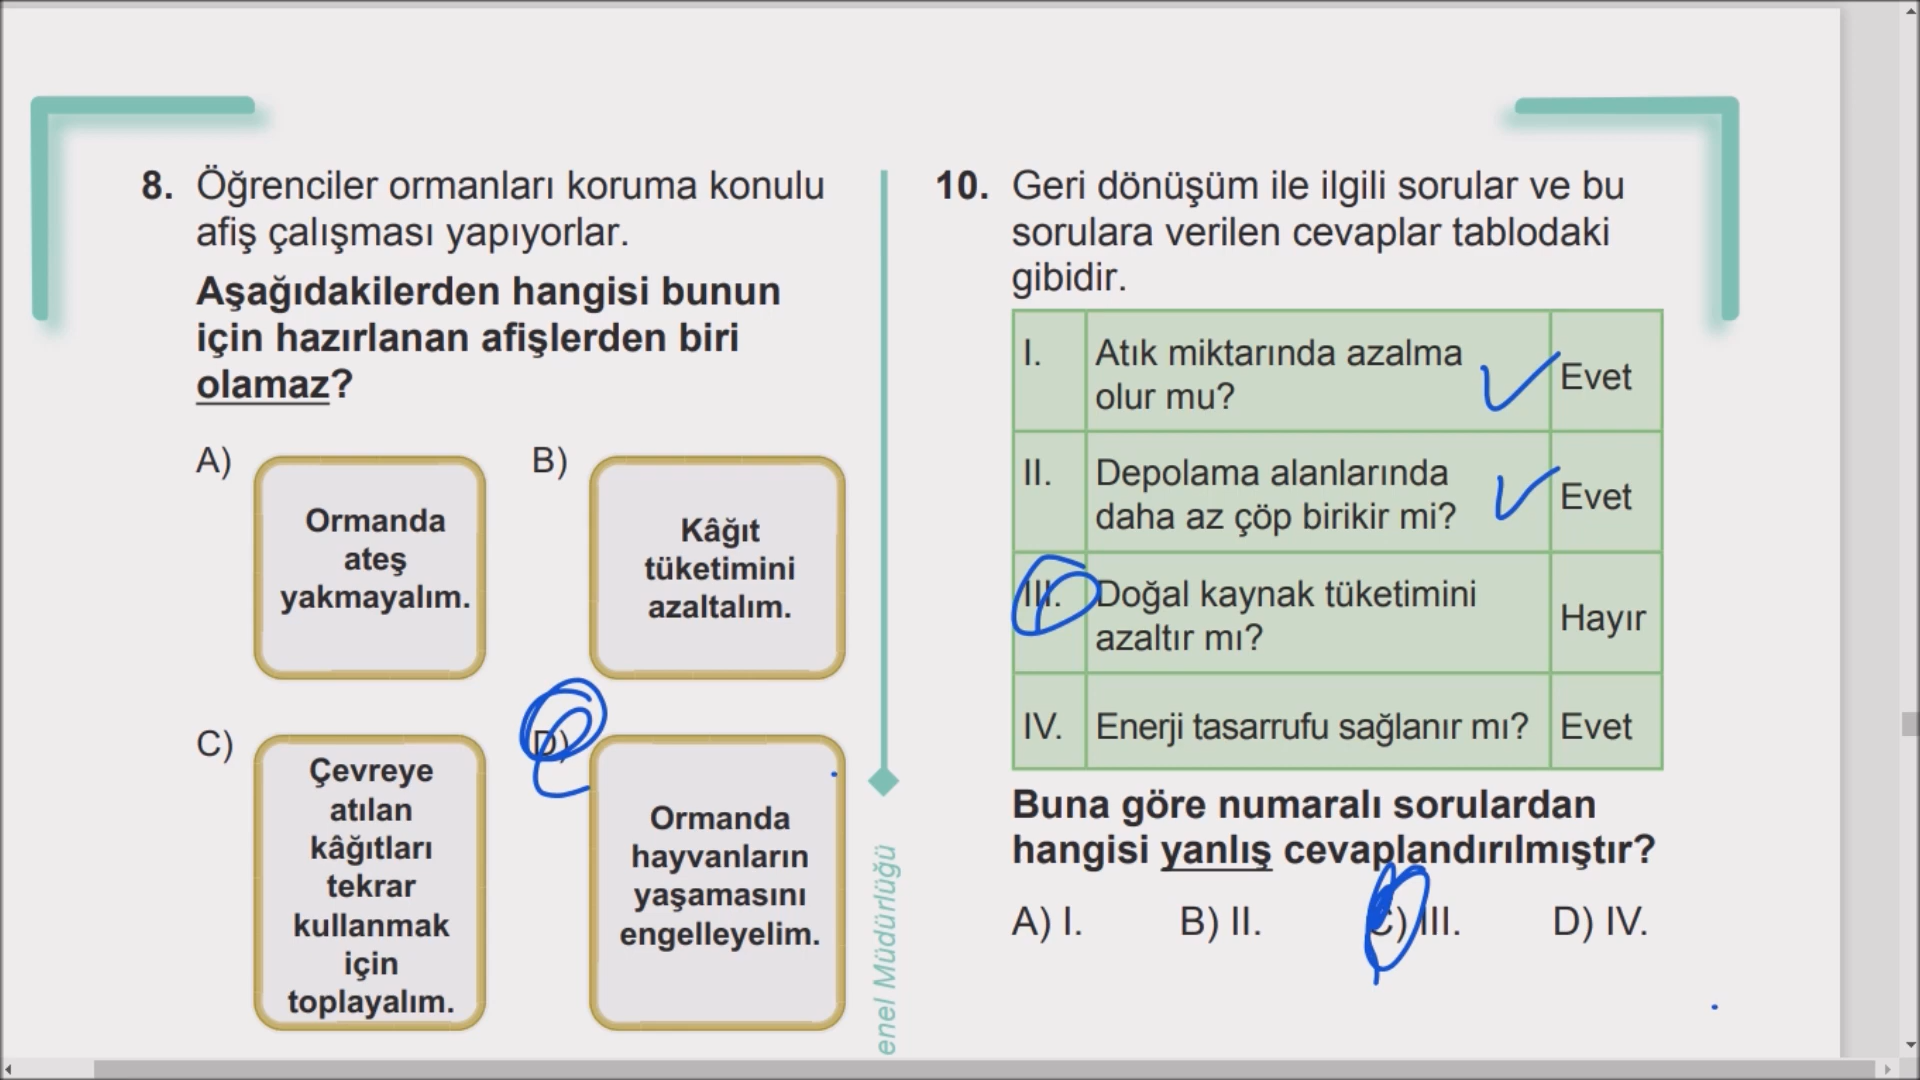 8. Öğrenciler ormanları koruma konulu
afiş çalışması yapıyorlar.
Aşağıdakilerden hangisi bunun
için hazırlanan afişlerden biri
olamaz?
A)
Ormanda
ateş
yakmayalım.
B)
Kâğıt
tüketimini
azaltalım.
C)
Çevreye
atılan
kâğıtları
tekrar
kullanmak
için
toplayalım.
D)
Ormanda
hayvanların
yaşamasını
engelleyelim.
enel Müdürlüğü
10. Geri dönüşüm ile ilgili sorular ve bu
sorulara verilen cevaplar tablodaki
gibidir.
I. Atık miktarında azalma
olur mu?
Evet
II. Depolama alanlarında
daha az çöp birikir mi?
Evet
III. Doğal kaynak tüketimini
azaltır mı?
Hayır
IV. Enerji tasarrufu sağlanır mı? Evet
Buna göre numaralı sorulardan
hangisi yanlış cevaplandırılmıştır?
A) I. B) II. C) III. D) IV.